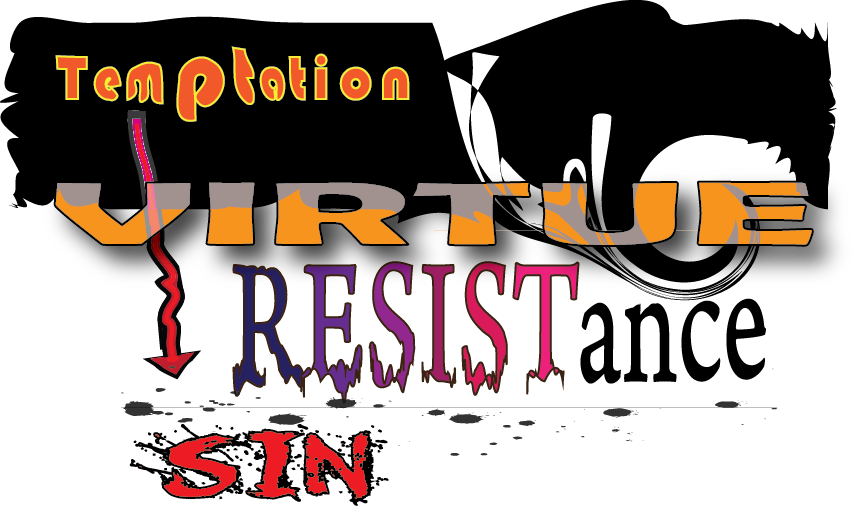 Temptation
VIRTUE
RESISTance
SIN